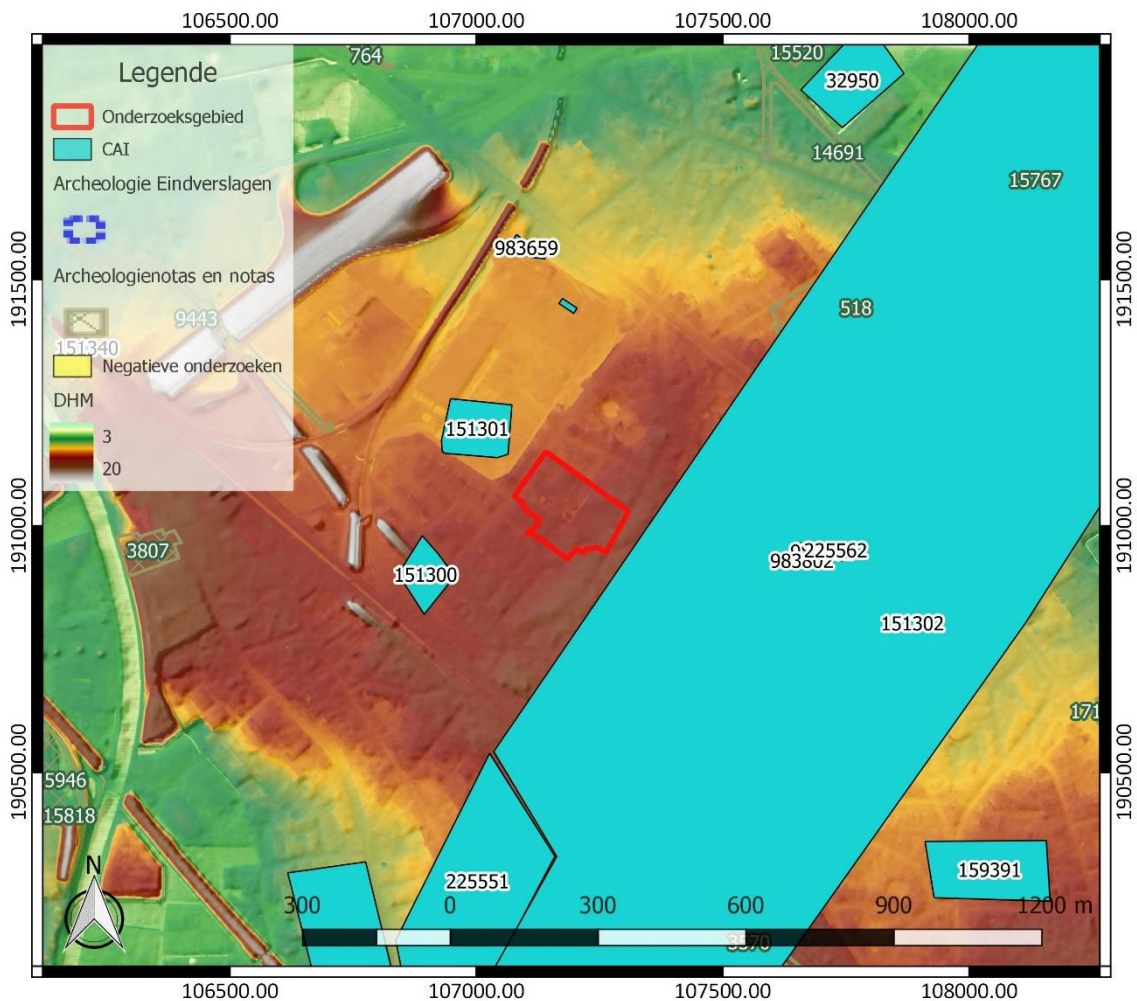 106500.00 107000.00 107500.00 108000.00
Legende
Onderzoeksgebied
CAI
Archeologie Eindverslagen
Archeologienotas en notas
Negatieve onderzoeken
DHM
3
20
764
15520
32950
14691
15767
983659
518
9443
151340
151301
3807
151300
225562
983802
151302
171
5946
15818
225551
159391
3570
N
300 0 300 600 900 1200 m
191500.00
191000.00
190500.00
191500.00
191000.00
190500.00
106500.00 107000.00 107500.00 108000.00